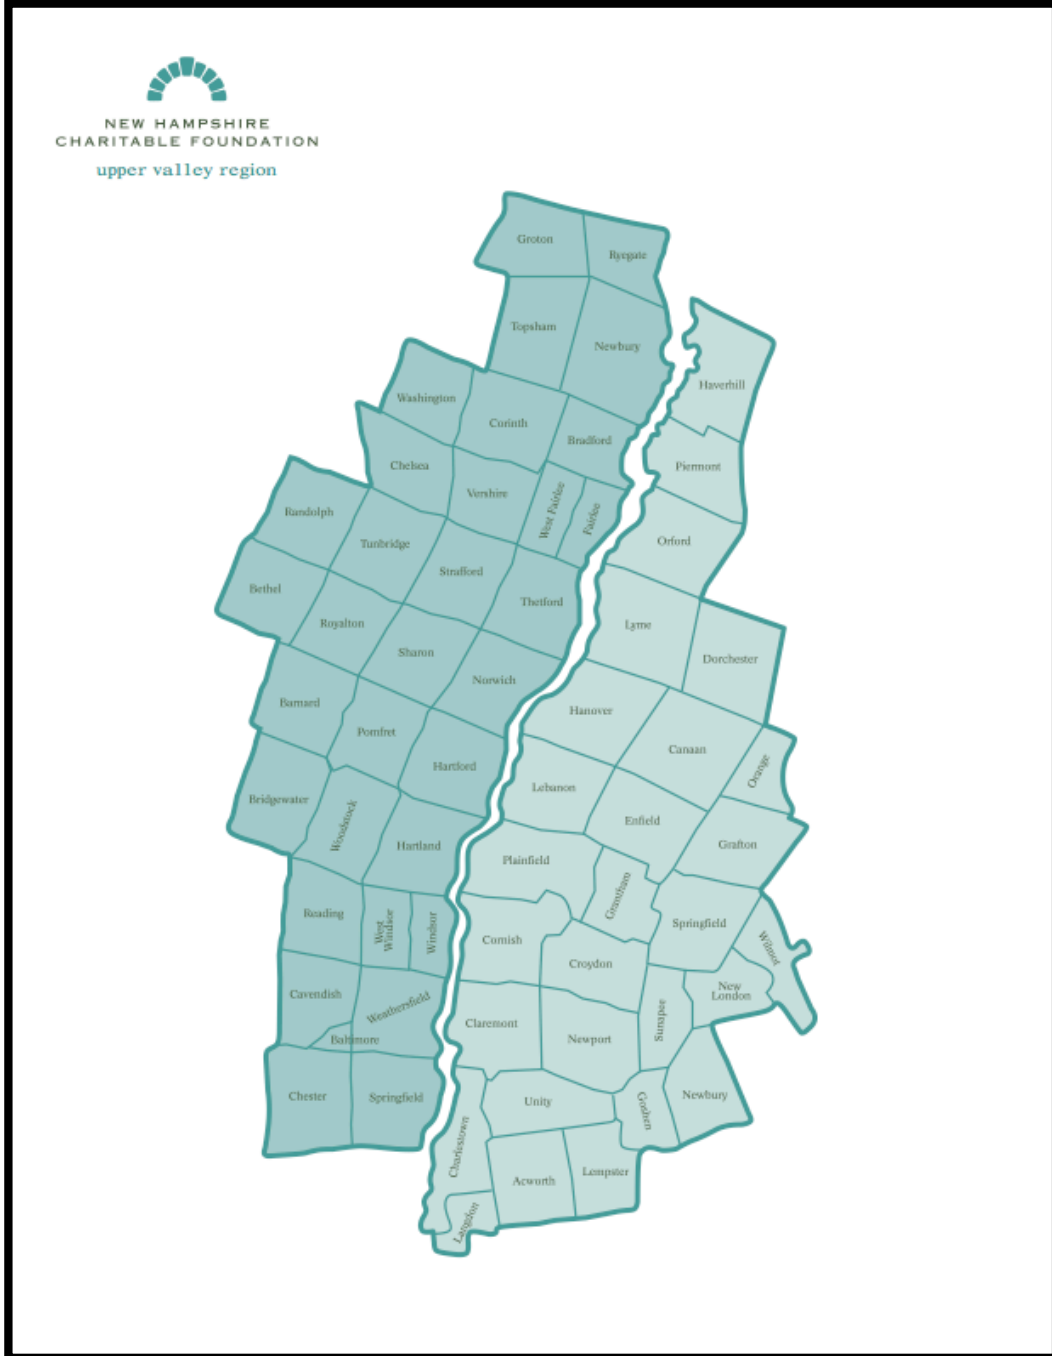 NEW HAMPSHIRE
CHARITABLE FOUNDATION
upper valley region
Groton
Ryegate
Topsham
Newbury
Haverhill
Washington
Corinth
Bradford
Piermont
Chelsea
Vershire
West Fairlee
Fairlee
Randolph
Tunbridge
Orford
Strafford
Bethel
Thetford
Royalton
Lyme
Sharon
Dorchester
Norwich
Barnard
Hanover
Pomfret
Canaan
Hartford
Orange
Lebanon
Bridgewater
Woodstock
Enfield
Hartland
Grafton
Plainfield
Grantham
Reading
West
Windsor
Windsor
Springfield
Cornish
Wilmot
Croydon
Cavendish
New
London
Weathersfield
Claremont
Sunapee
Baltimore
Newport
Chester
Springfield
Unity
Goshen
Newbury
Charlestown
Lempster
Acworth
Langdon